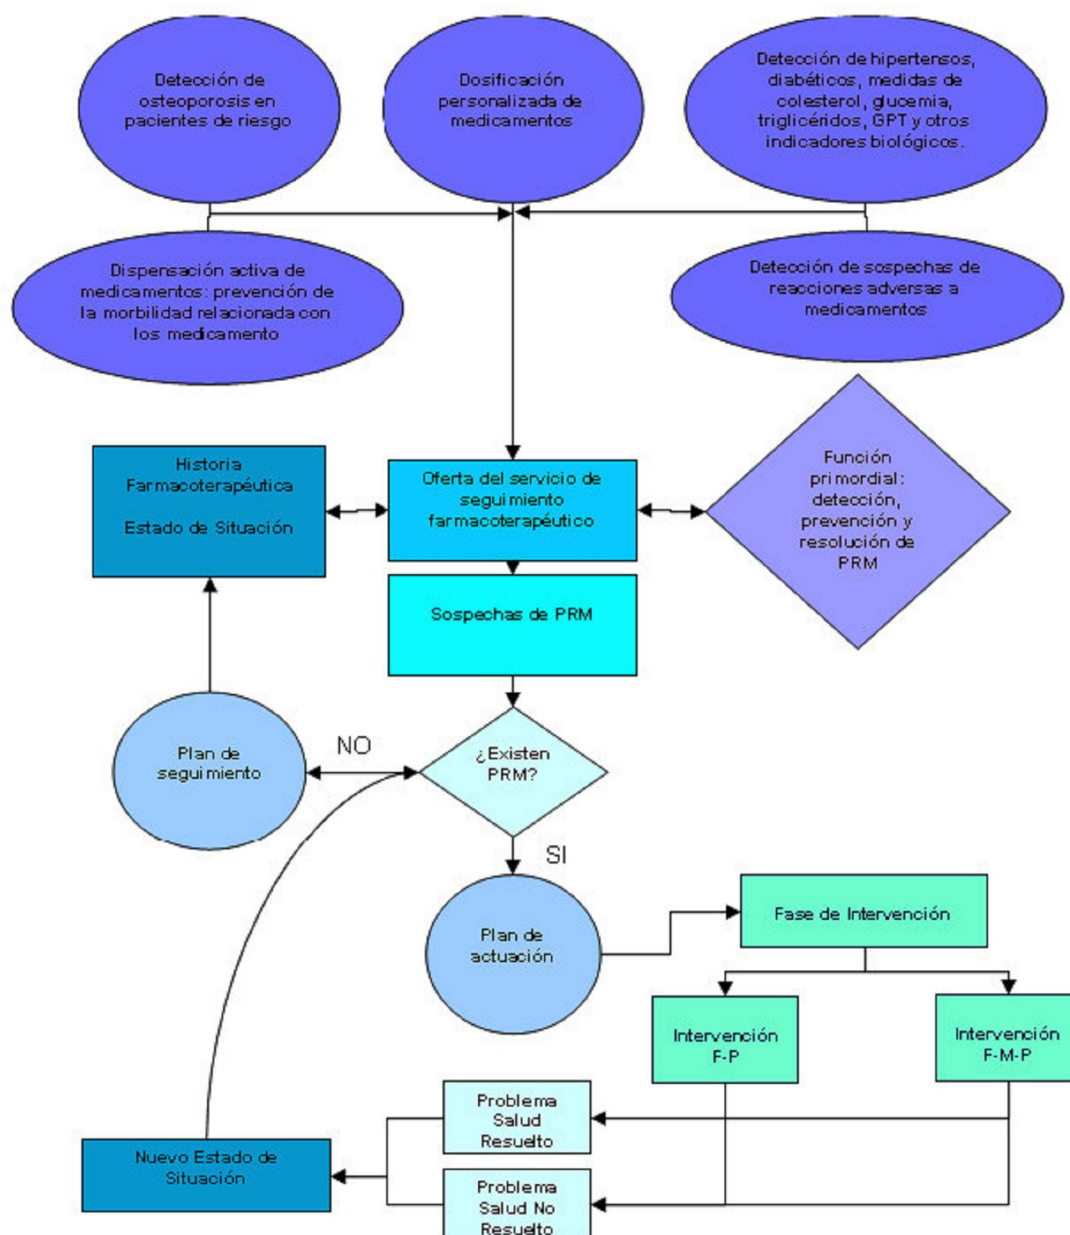 Detección de
osteoporosis en
pacientes de riesgo
Dosificación
personalizada de
medicamentos
Detección de hipertensos,
diabéticos, medidas de
colesterol, glucemia,
triglicéridos, GPT y otros
indicadores biológicos.
Dispensación activa de
medicamentos: prevención de
la morbilidad relacionada con
los medicamento
Detección de sospechas de
reacciones adversas a
medicamentos
Historia
Farmacoterapéutica
Estado de Situación
Oferta del servicio de
seguimiento
farmacoterapéutico
Función
primordial:
detección,
prevención y
resolución de
PRM
Sospechas de PRM
Plan de
seguimiento
NO
¿Existen
PRM?
SI
Plan de
actuación
Fase de Intervención
Intervención
F-P
Intervención
F-M-P
Problema
Salud
Resuelto
Nuevo Estado de
Situación
Problema
Salud No
Resuelto